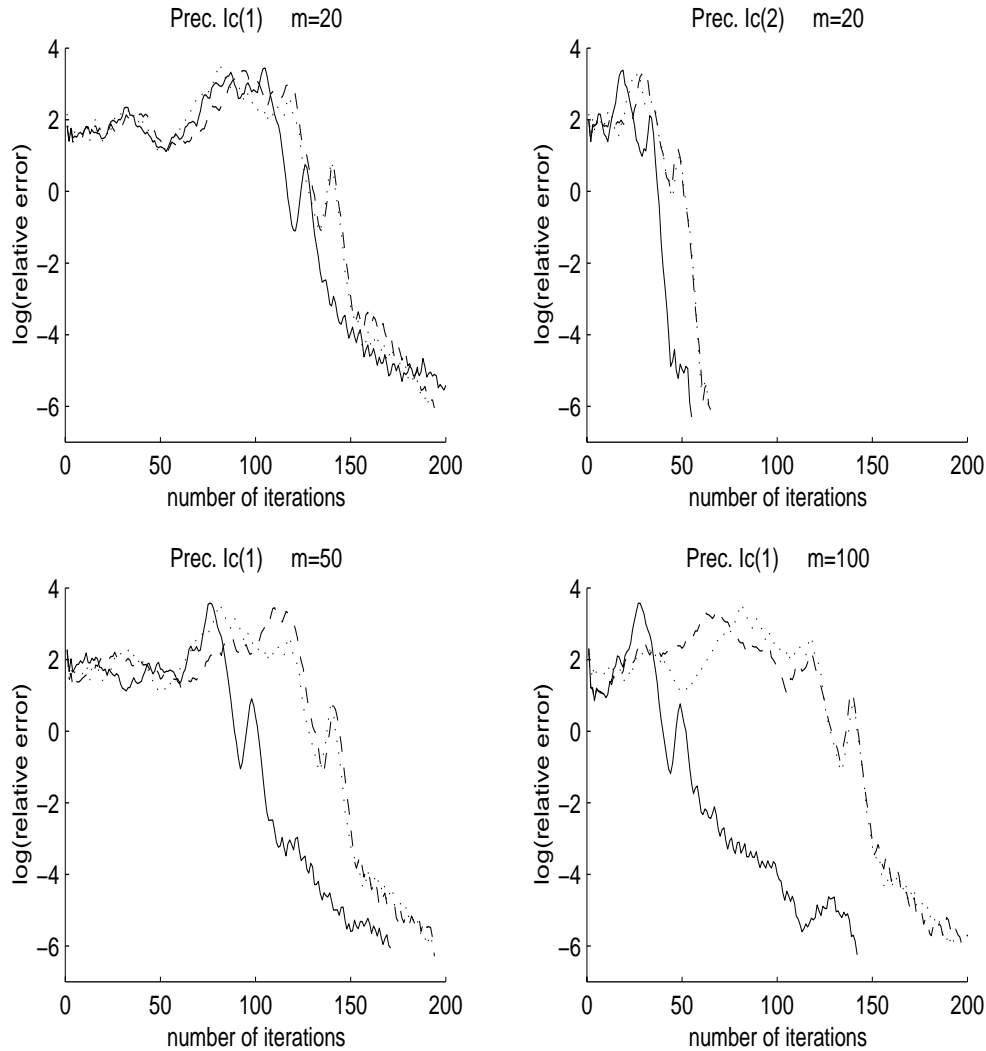 Prec. Ic(1) m=20
4
2
0
−2
−4
−6
log(relative error)
0 50 100 150 200
number of iterations
Prec. Ic(2) m=20
4
2
0
−2
−4
−6
log(relative error)
0 50 100 150 200
number of iterations
Prec. Ic(1) m=50
4
2
0
−2
−4
−6
log(relative error)
0 50 100 150 200
number of iterations
Prec. Ic(1) m=100
4
2
0
−2
−4
−6
log(relative error)
0 50 100 150 200
number of iterations